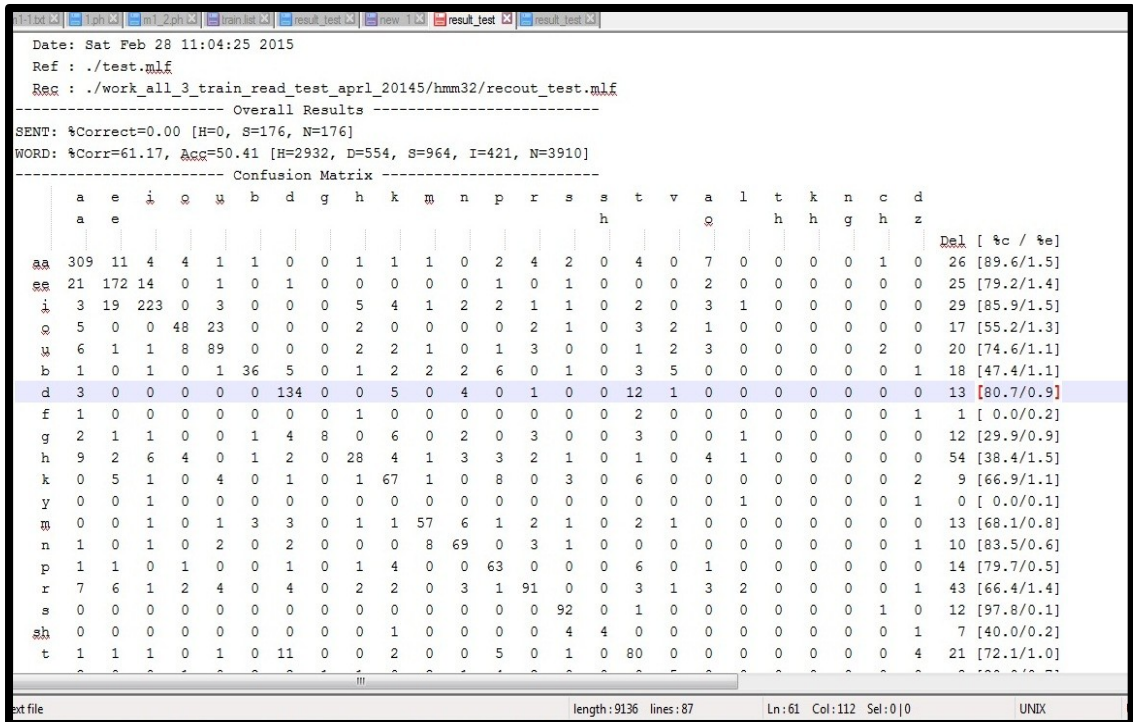 n1-1.txt 1.ph m1_2.ph train.list result_test new 1 result_test result_test
Date: Sat Feb 28 11:04:25 2015
Ref : ./test.mlf
Rec : ./work_all_3_train_read_test_aprl_20145/hmm32/recout_test.mlf
------------------------ Overall Results --------------------------
SENT: %Correct=0.00 [H=0, S=176, N=176]
WORD: %Corr=61.17, Acc=50.41 [H=2932, D=554, S=964, I=421, N=3910]
------------------------ Confusion Matrix -------------------------
a e i o u b d g h k m n p r s s t v a l t k n c d
a e h o h h g h z
Del [ %c / %e]
aa 309 11 4 4 1 1 0 0 1 1 1 0 2 4 2 0 4 0 7 0 0 0 0 1 0 26 [89.6/1.5]
ee 21 172 14 0 1 0 1 0 0 0 0 0 1 0 1 0 0 0 2 0 0 0 0 0 0 25 [79.2/1.4]
i 3 19 223 0 3 0 0 0 5 4 1 2 2 1 1 0 2 0 3 1 0 0 0 0 0 29 [85.9/1.5]
o 5 0 0 48 23 0 0 0 2 0 0 0 0 2 1 0 3 2 1 0 0 0 0 0 0 17 [55.2/1.3]
u 6 1 1 8 89 0 0 0 2 2 1 0 1 3 0 0 1 2 3 0 0 0 0 2 0 20 [74.6/1.1]
b 1 0 1 0 1 36 5 0 1 2 2 2 6 0 1 0 3 5 0 0 0 0 0 0 1 18 [47.4/1.1]
d 3 0 0 0 0 0 134 0 0 5 0 4 0 1 0 0 12 1 0 0 0 0 0 0 0 13 [80.7/0.9]
f 1 0 0 0 0 0 0 0 1 0 0 0 0 0 0 0 2 0 0 0 0 0 0 0 1 1 [ 0.0/0.2]
g 2 1 1 0 0 1 4 8 0 6 0 2 0 3 0 0 3 0 0 1 0 0 0 0 0 12 [29.9/0.9]
h 9 2 6 4 0 1 2 0 28 4 1 3 3 2 1 0 1 0 4 1 0 0 0 0 0 54 [38.4/1.5]
k 0 5 1 0 4 0 1 0 1 67 1 0 8 0 3 0 6 0 0 0 0 0 0 0 2 9 [66.9/1.1]
y 0 0 1 0 0 0 0 0 0 0 0 0 0 0 0 0 0 0 0 1 0 0 0 0 1 0 [ 0.0/0.1]
m 0 0 1 0 1 3 3 0 1 1 57 6 1 2 1 0 2 1 0 0 0 0 0 0 0 13 [68.1/0.8]
n 1 0 1 0 2 0 2 0 0 0 8 69 0 3 1 0 0 0 0 0 0 0 0 0 1 10 [83.5/0.6]
p 1 1 0 1 0 0 1 0 1 4 0 0 63 0 0 0 6 0 1 0 0 0 0 0 0 14 [79.7/0.5]
r 7 6 1 2 4 0 4 0 2 2 0 3 1 91 0 0 3 1 3 2 0 0 0 0 1 43 [66.4/1.4]
s 0 0 0 0 0 0 0 0 0 0 0 0 0 0 92 0 1 0 0 0 0 0 0 1 0 12 [97.8/0.1]
sh 0 0 0 0 0 0 0 0 0 1 0 0 0 0 4 4 0 0 0 0 0 0 0 0 1 7 [40.0/0.2]
t 1 1 1 0 1 0 11 0 0 2 0 0 5 0 1 0 80 0 0 0 0 0 0 0 4 21 [72.1/1.0]
ext file length : 9136 lines : 87 Ln : 61 Col : 112 Sel : 0 | 0 UNIX